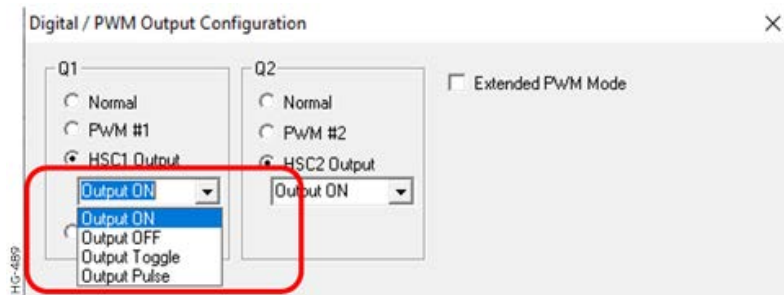 Digital / PWM Output Configuration
Q1
Normal
PWM #1
HSC1 Output
Output ON
Output ON
Output OFF
Output Toggle
Output Pulse
Q2
Normal
PWM #2
HSC2 Output
Output ON
Extended PWM Mode
HG-489